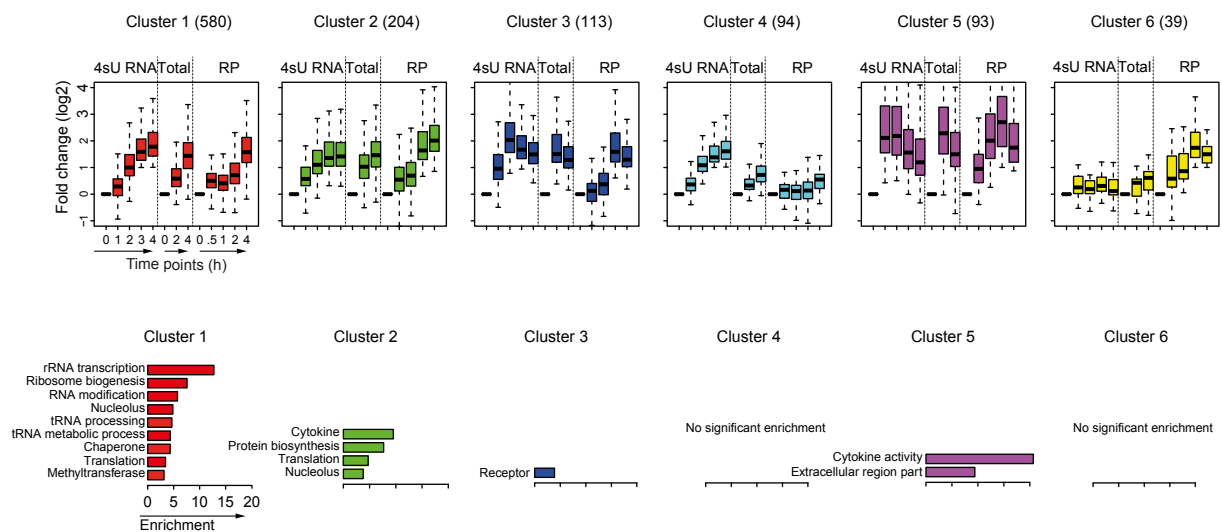 Cluster 1 (580) Cluster 2 (204) Cluster 3 (113) Cluster 4 (94) Cluster 5 (93) Cluster 6 (39)
4sU RNA Total RP 4sU RNA Total RP 4sU RNA Total RP 4sU RNA Total RP 4sU RNA Total RP 4sU RNA Total RP
Fold change (log2)
4
3
2
1
0
-1
0 1 2 3 4 0 2 4 0 .5 1 2 4
Time points (h)
Cluster 1 Cluster 2 Cluster 3 Cluster 4 Cluster 5 Cluster 6
rRNA transcription
Ribosome biogenesis
RNA modification
Nucleolus
tRNA processing
tRNA metabolic process
Chaperone
Translation
Methyltransferase
0 5 10 15 20
Enrichment
Cytokine
Protein biosynthesis
Translation
Nucleolus
Receptor
No significant enrichment
Cytokine activity
Extracellular region part
No significant enrichment